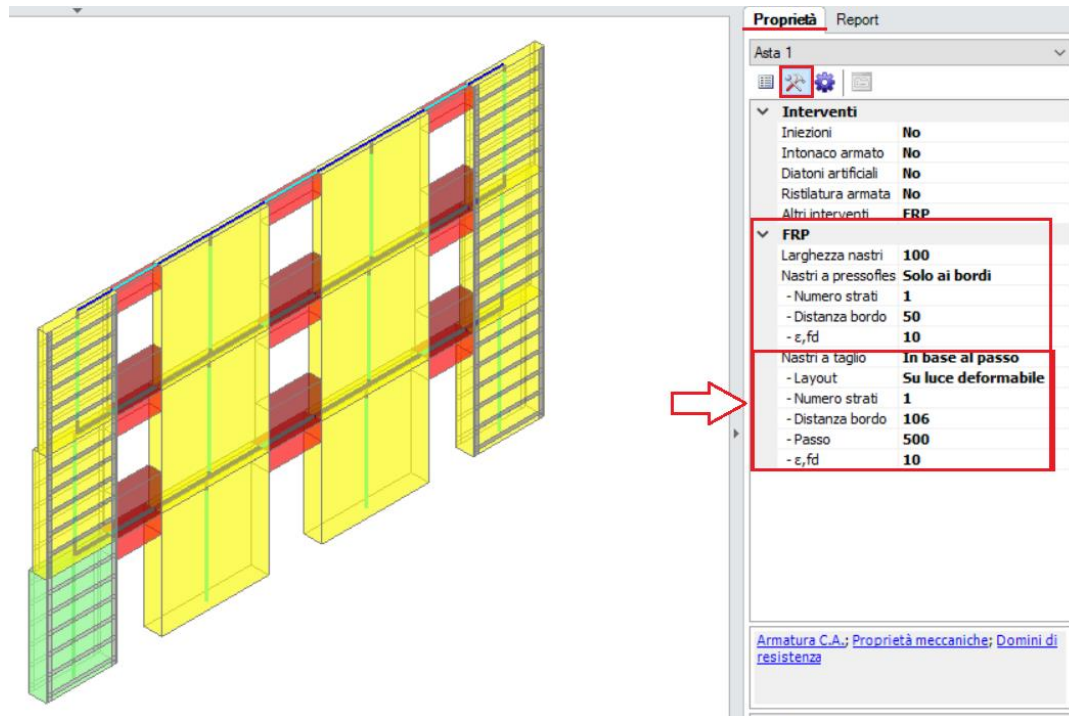 Proprietà Report
Asta 1
Interventi
Iniezioni No
Intonaco armato No
Diatoni artificiali No
Ristilatura armata No
Altri interventi FRP
FRP
Larghezza nastri 100
Nastri a pressofles Solo ai bordi
- Numero strati 1
- Distanza bordo 50
- ε,fd 10
Nastri a taglio In base al passo
- Layout Su luce deformabile
- Numero strati 1
- Distanza bordo 106
- Passo 500
- ε,fd 10
Armatura C.A.; Proprietà meccaniche; Domini di
resistenza